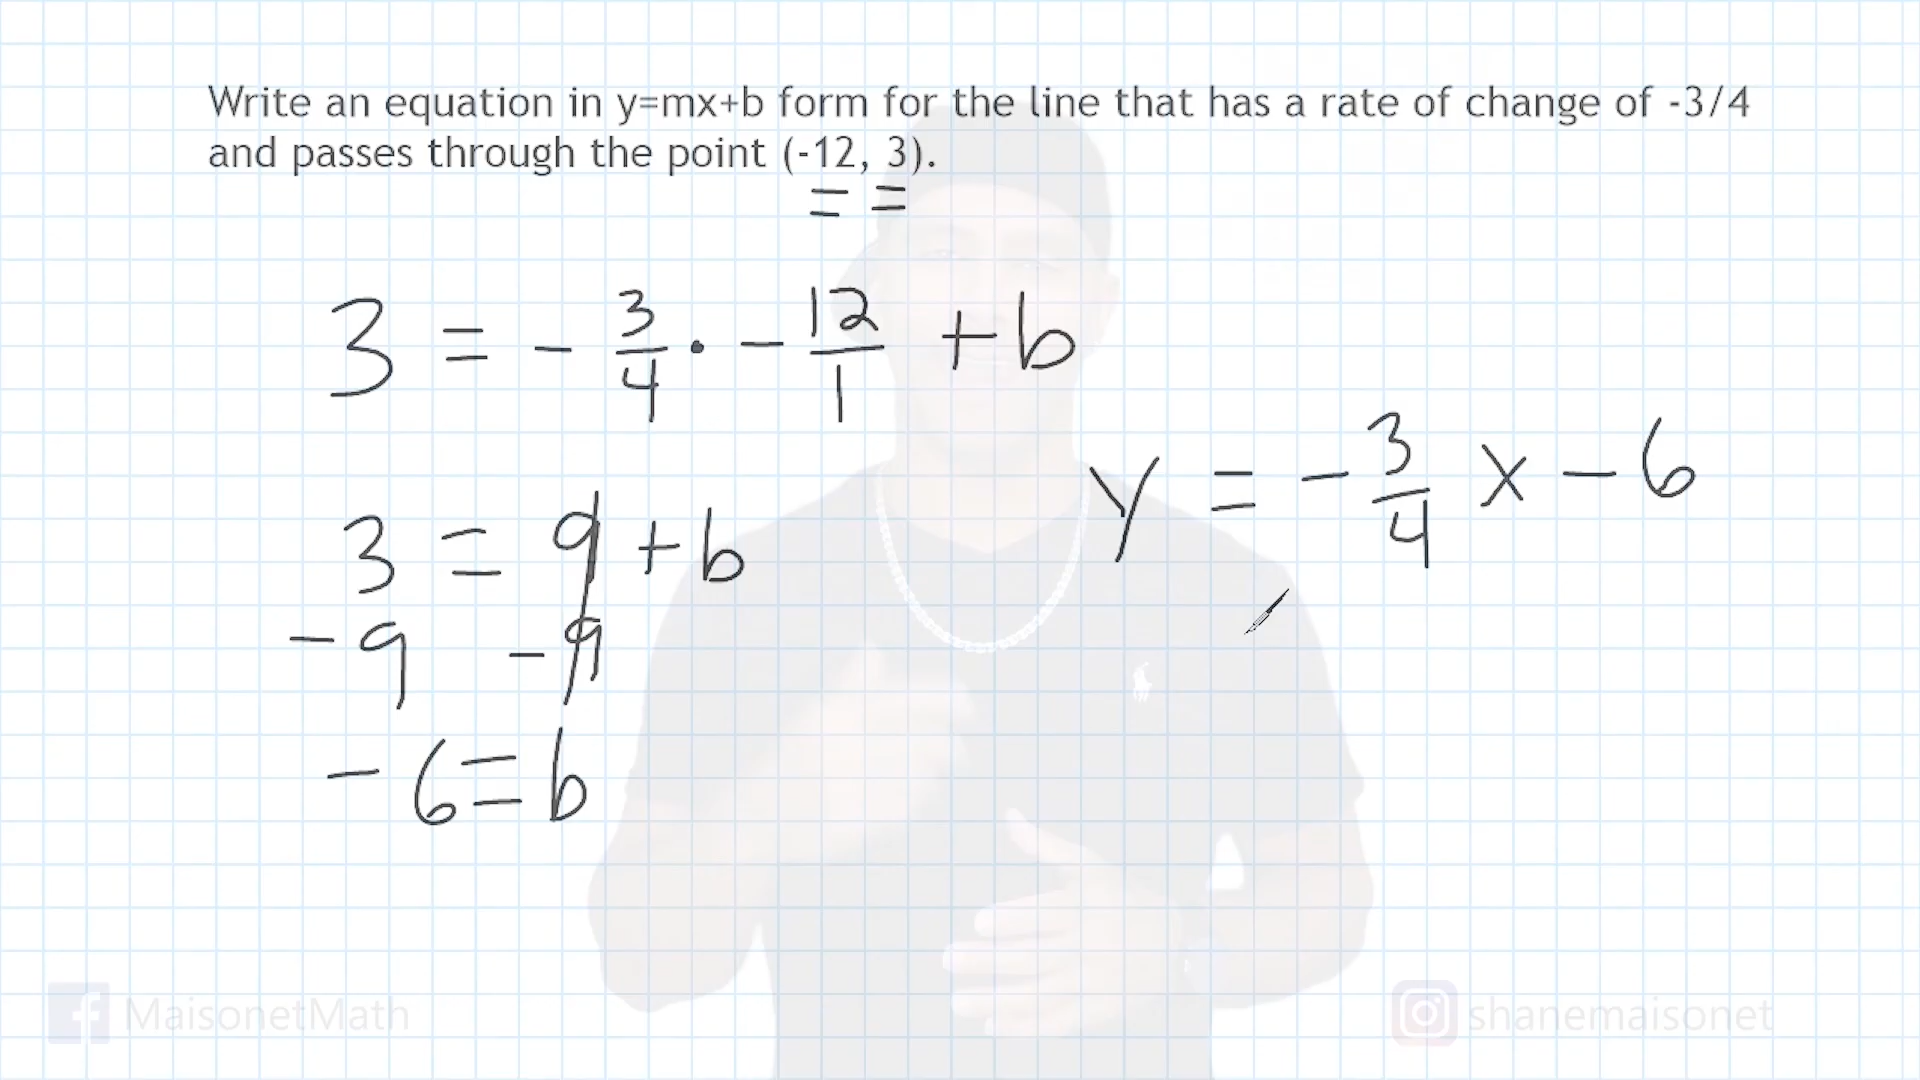 Write an equation in y=mx+b form for the line that has a rate of change of -3/4
and passes through the point (-12, 3).
3 = - 3/4 · - 12/1 + b
y = - 3/4 x - 6
3 = 9 + b
- 9 - 9
- 6 = b
MaisonetMath
shanemaisonet